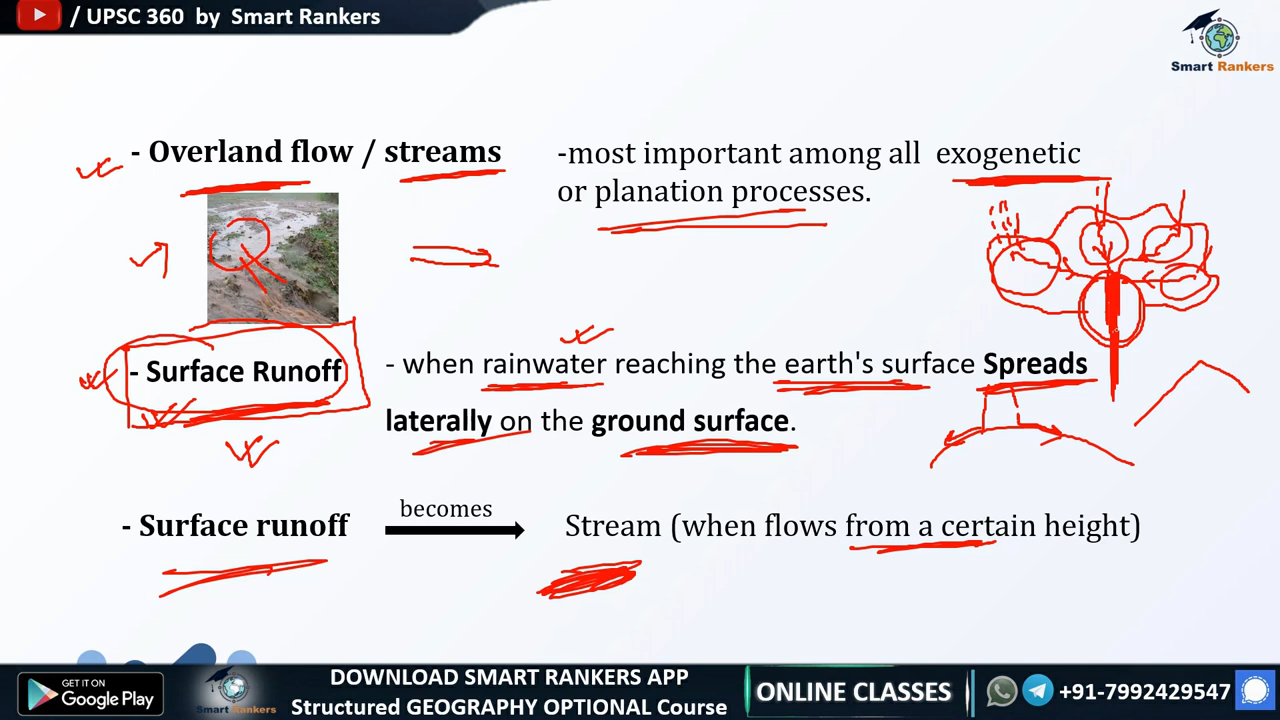 / UPSC 360 by Smart Rankers
Smart Rankers
- Overland flow / streams
-most important among all exogenetic
or planation processes.
- Surface Runoff
- when rainwater reaching the earth's surface Spreads
laterally on the ground surface.
- Surface runoff
becomes
Stream (when flows from a certain height)
GET IT ON
Google Play
Smart Rankers
DOWNLOAD SMART RANKERS APP
Structured GEOGRAPHY OPTIONAL Course
ONLINE CLASSES
+91-7992429547